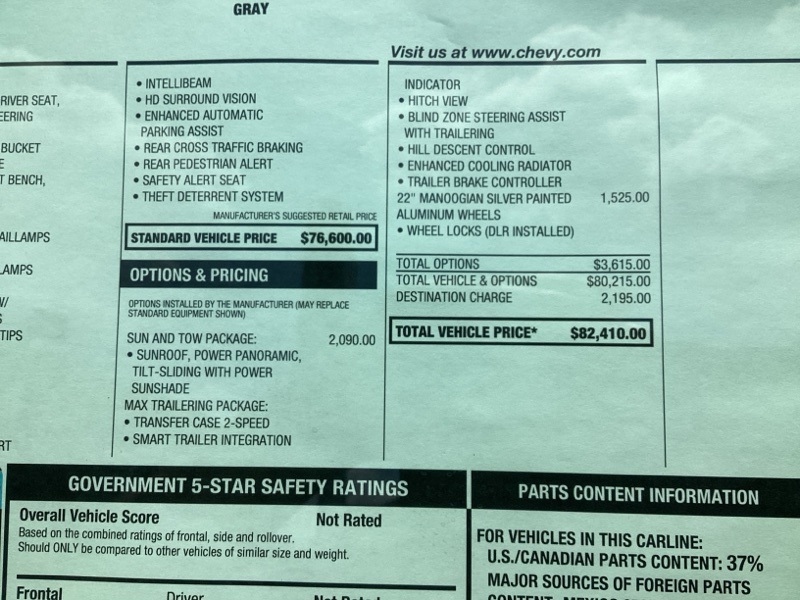 GRAY
Visit us at www.chevy.com
RIVER SEAT,
EERING
BUCKET
E
T BENCH,
AILLAMPS
LAMPS
W/
S
TIPS
RT
• INTELLIBEAM
• HD SURROUND VISION
• ENHANCED AUTOMATIC
PARKING ASSIST
• REAR CROSS TRAFFIC BRAKING
• REAR PEDESTRIAN ALERT
• SAFETY ALERT SEAT
• THEFT DETERRENT SYSTEM
MANUFACTURER'S SUGGESTED RETAIL PRICE
STANDARD VEHICLE PRICE $76,600.00
OPTIONS & PRICING
OPTIONS INSTALLED BY THE MANUFACTURER (MAY REPLACE
STANDARD EQUIPMENT SHOWN)
SUN AND TOW PACKAGE: 2,090.00
• SUNROOF, POWER PANORAMIC,
TILT-SLIDING WITH POWER
SUNSHADE
MAX TRAILERING PACKAGE:
• TRANSFER CASE 2-SPEED
• SMART TRAILER INTEGRATION
INDICATOR
• HITCH VIEW
• BLIND ZONE STEERING ASSIST
WITH TRAILERING
• HILL DESCENT CONTROL
• ENHANCED COOLING RADIATOR
• TRAILER BRAKE CONTROLLER
22" MANOOGIAN SILVER PAINTED 1,525.00
ALUMINUM WHEELS
• WHEEL LOCKS (DLR INSTALLED)
TOTAL OPTIONS $3,615.00
TOTAL VEHICLE & OPTIONS $80,215.00
DESTINATION CHARGE 2,195.00
TOTAL VEHICLE PRICE* $82,410.00
GOVERNMENT 5-STAR SAFETY RATINGS
Overall Vehicle Score Not Rated
Based on the combined ratings of frontal, side and rollover.
Should ONLY be compared to other vehicles of similar size and weight.
Frontal Driver Not Rated
PARTS CONTENT INFORMATION
FOR VEHICLES IN THIS CARLINE:
U.S./CANADIAN PARTS CONTENT: 37%
MAJOR SOURCES OF FOREIGN PARTS
CONTENT: MEXICO